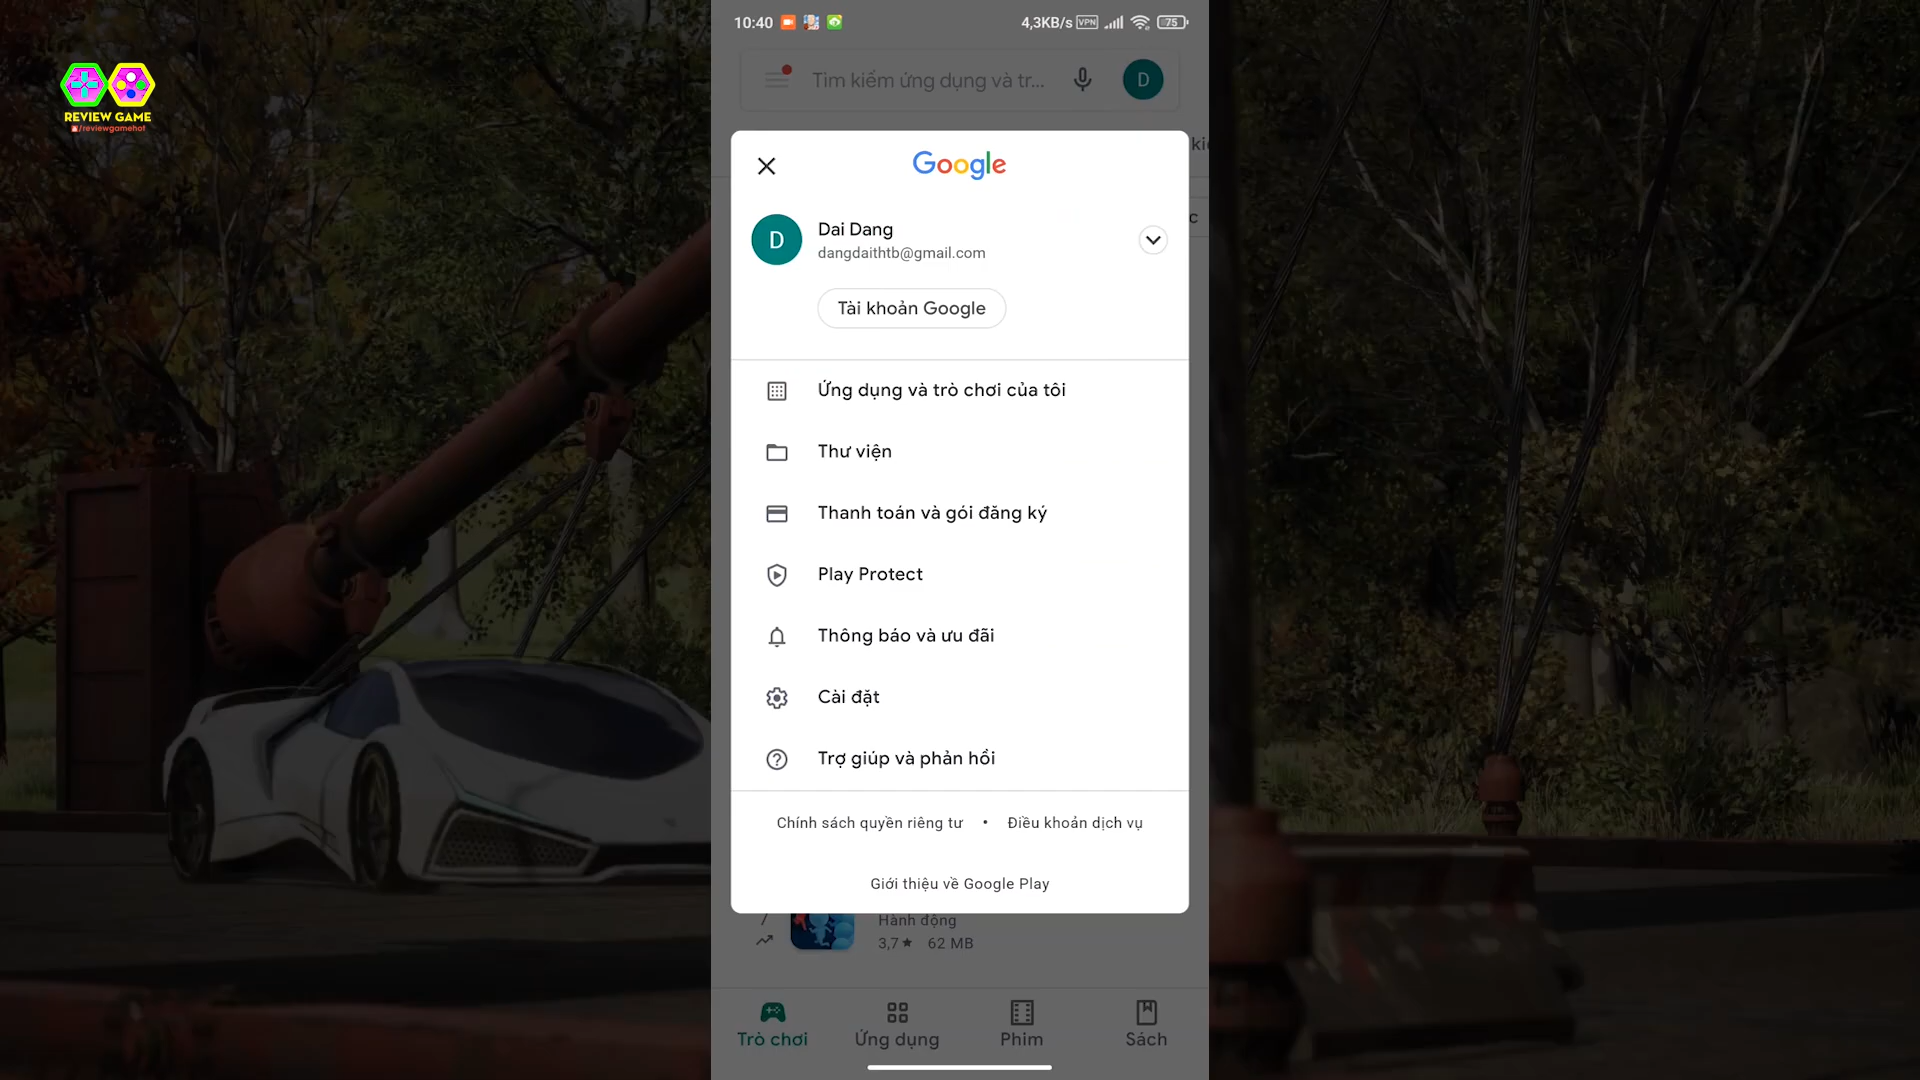 10:40
4,3KB/s VPN 75
REVIEW GAME
/reviewgamehot
Tìm kiếm ứng dụng và tr...
D
Google
D
Dai Dang
dangdaithtb@gmail.com
Tài khoản Google
Ứng dụng và trò chơi của tôi
Thư viện
Thanh toán và gói đăng ký
Play Protect
Thông báo và ưu đãi
Cài đặt
Trợ giúp và phản hồi
Chính sách quyền riêng tư • Điều khoản dịch vụ
Giới thiệu về Google Play
Hành động
3,7★ 62 MB
Trò chơi
Ứng dụng
Phim
Sách